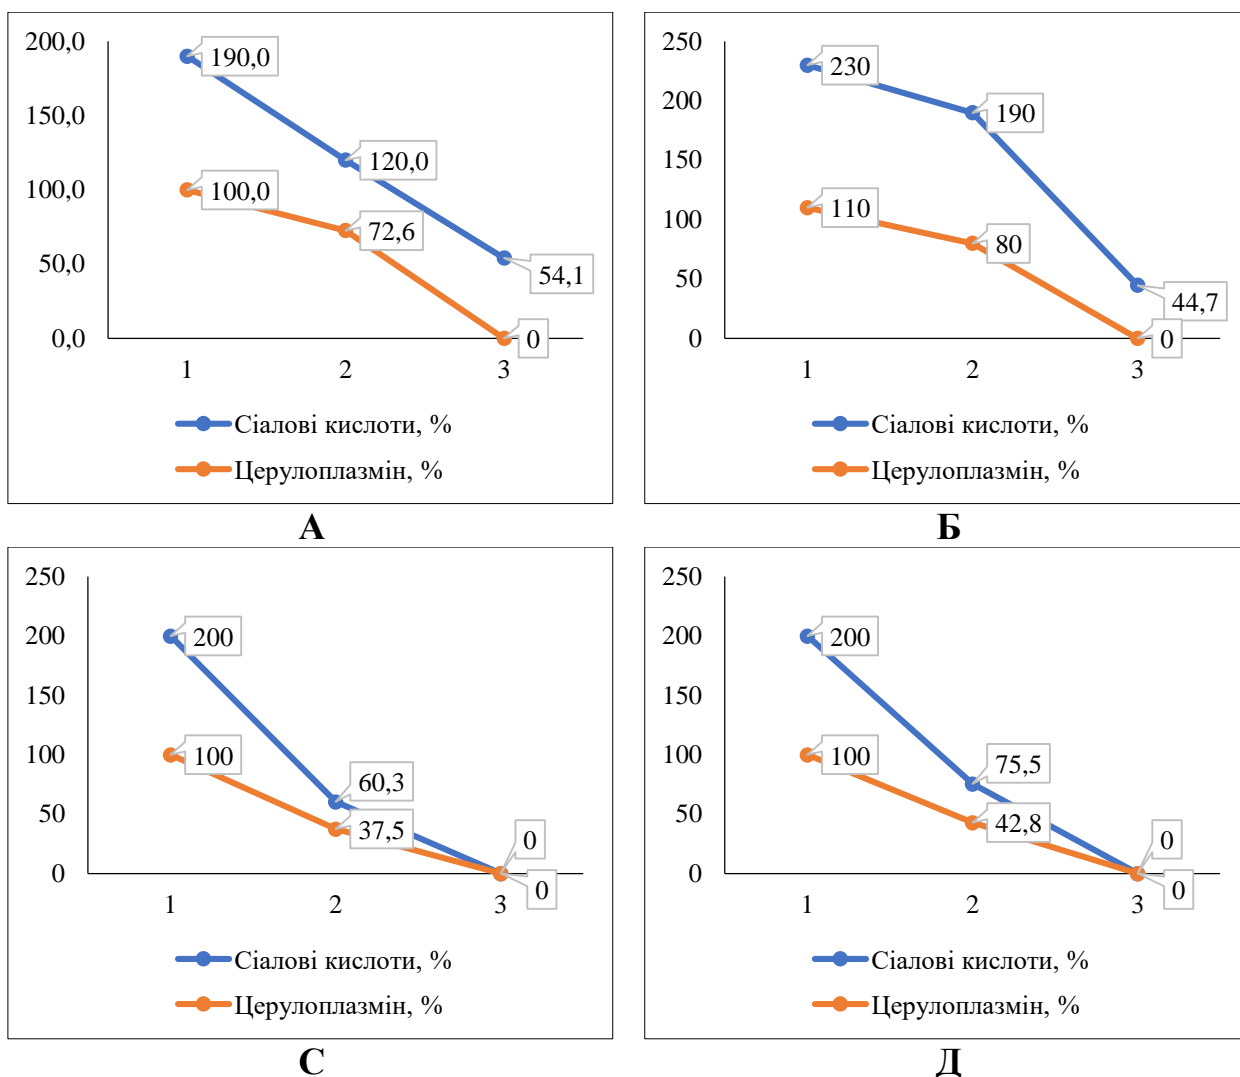 200,0
150,0
100,0
50,0
0,0
190,0
120,0
54,1
100,0
72,6
0
1 2 3
Сіалові кислоти, %
Церулоплазмін, %
А
250
200
150
100
50
0
230
190
44,7
110
80
0
1 2 3
Сіалові кислоти, %
Церулоплазмін, %
Б
250
200
150
100
50
0
200
60,3
0
100
37,5
0
1 2 3
Сіалові кислоти, %
Церулоплазмін, %
С
250
200
150
100
50
0
200
75,5
0
100
42,8
0
1 2 3
Сіалові кислоти, %
Церулоплазмін, %
Д